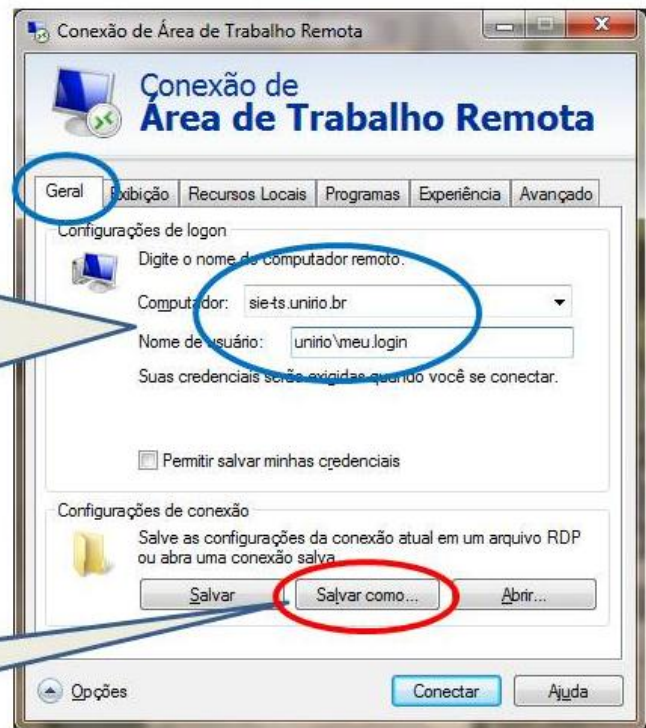 Conexão de Área de Trabalho Remota
Conexão de
Área de Trabalho Remota
Geral Exibição Recursos Locais Programas Experiência Avançado
Configurações de logon
Digite o nome do computador remoto.
Computador: sie-ts.unirio.br
Nome de usuário: unirio\meu.login
Suas credenciais serão exigidas quando você se conectar.
Permitir salvar minhas credenciais
Configurações de conexão
Salve as configurações da conexão atual em um arquivo RDP
ou abra uma conexão salva.
Salvar Salvar como... Abrir...
Opções Conectar Ajuda